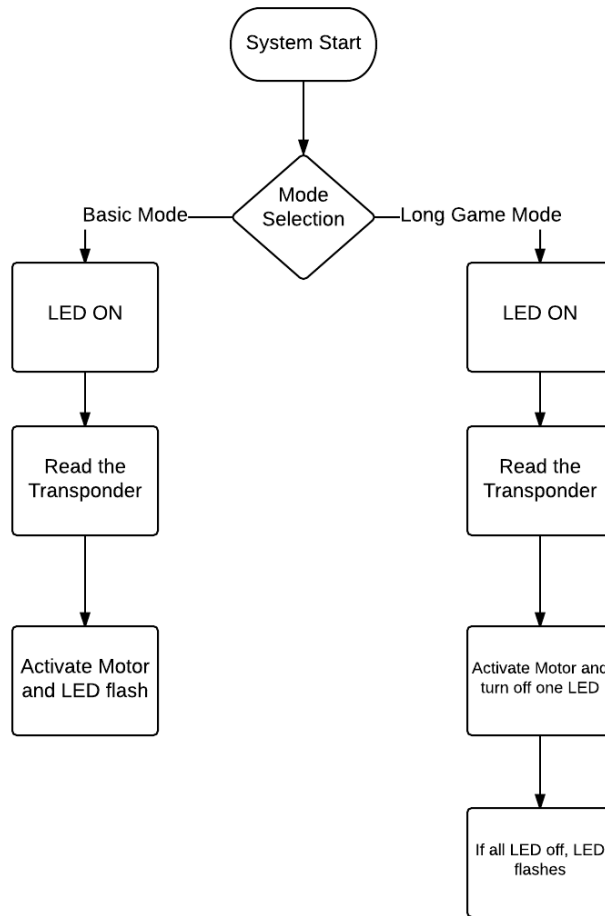 System Start
Mode
Selection
Basic Mode
Long Game Mode
LED ON
LED ON
Read the
Transponder
Read the
Transponder
Activate Motor
and LED flash
Activate Motor and
turn off one LED
If all LED off, LED
flashes